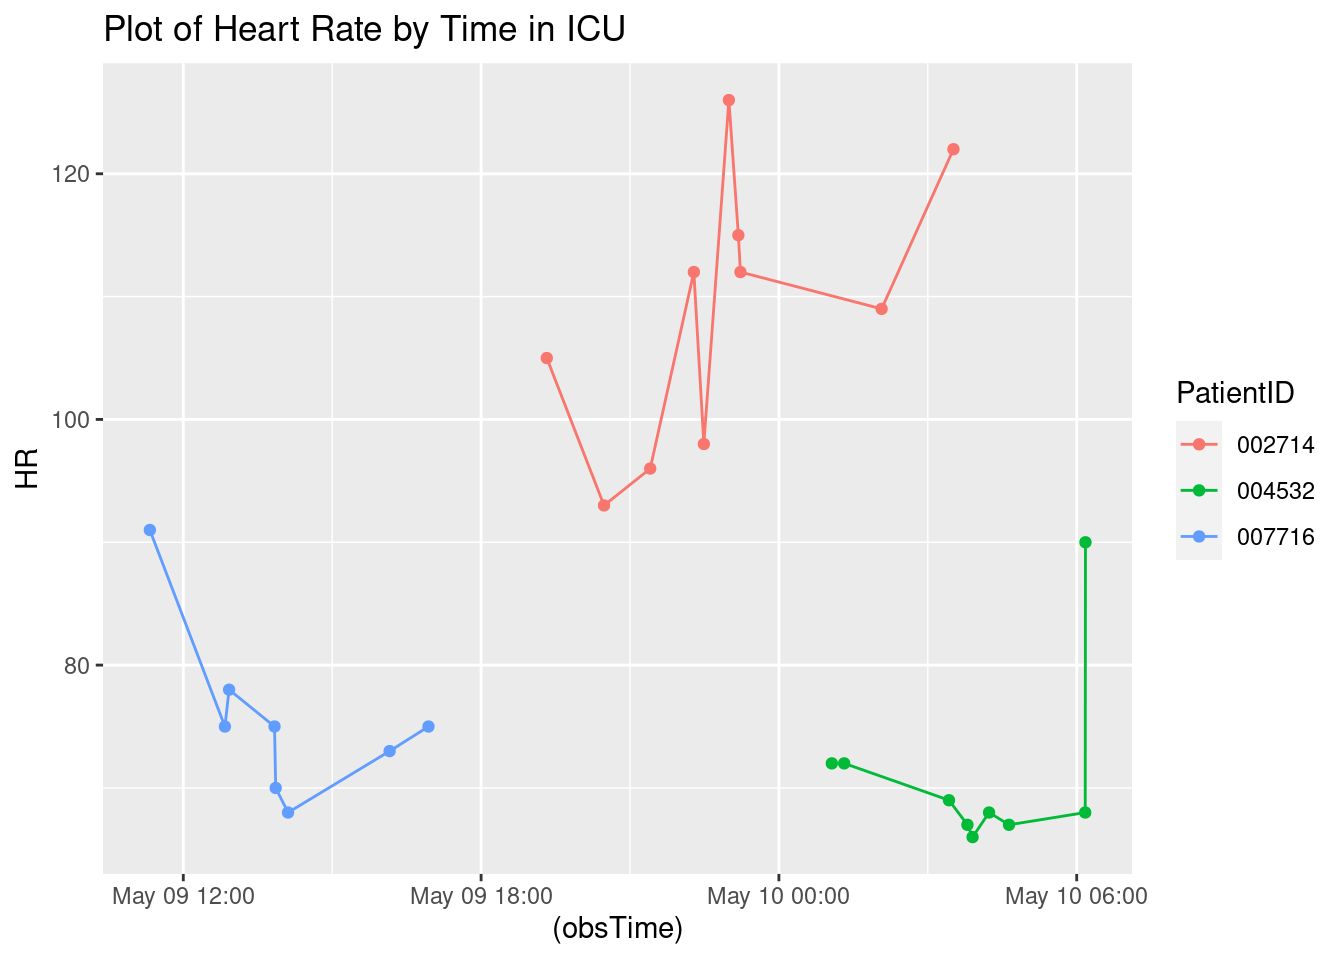 Plot of Heart Rate by Time in ICU
120
100
80
HR
May 09 12:00
May 09 18:00
May 10 00:00
May 10 06:00
(obsTime)
PatientID
002714
004532
007716